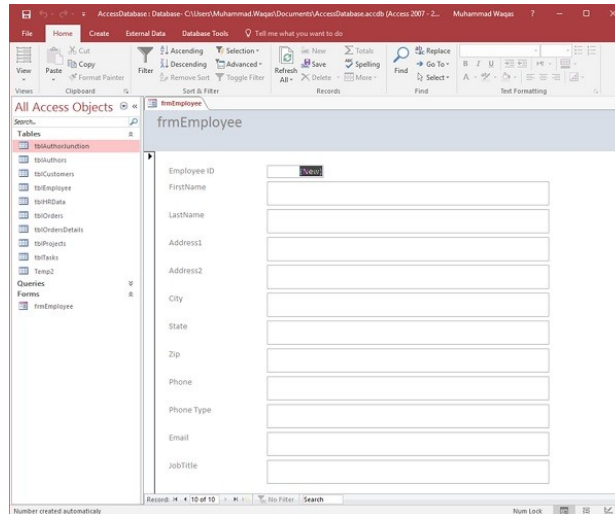 AccessDatabase : Database- C:\Users\Muhammad.Waqas\Documents\AccessDatabase.accdb (Access 2007 - 2... Muhammad Waqas ?
File Home Create External Data Database Tools Tell me what you want to do
View
Paste
Cut
Copy
Format Painter
Filter
Ascending
Descending
Remove Sort
Selection
Advanced
Toggle Filter
Refresh All
New
Save
Delete
Totals
Spelling
More
Find
Replace
Go To
Select
B I U
A
Views Clipboard Sort & Filter Records Find Text Formatting
All Access Objects
Search..
Tables
tblAuthorJunction
tblAuthors
tblCustomers
tblEmployee
tblHRData
tblOrders
tblOrdersDetails
tblProjects
tblTasks
Temp2
Queries
Forms
frmEmployee
frmEmployee
frmEmployee
Employee ID (New)
FirstName
LastName
Address1
Address2
City
State
Zip
Phone
Phone Type
Email
JobTitle
Record: 10 of 10 No Filter Search
Number created automatically Num Lock